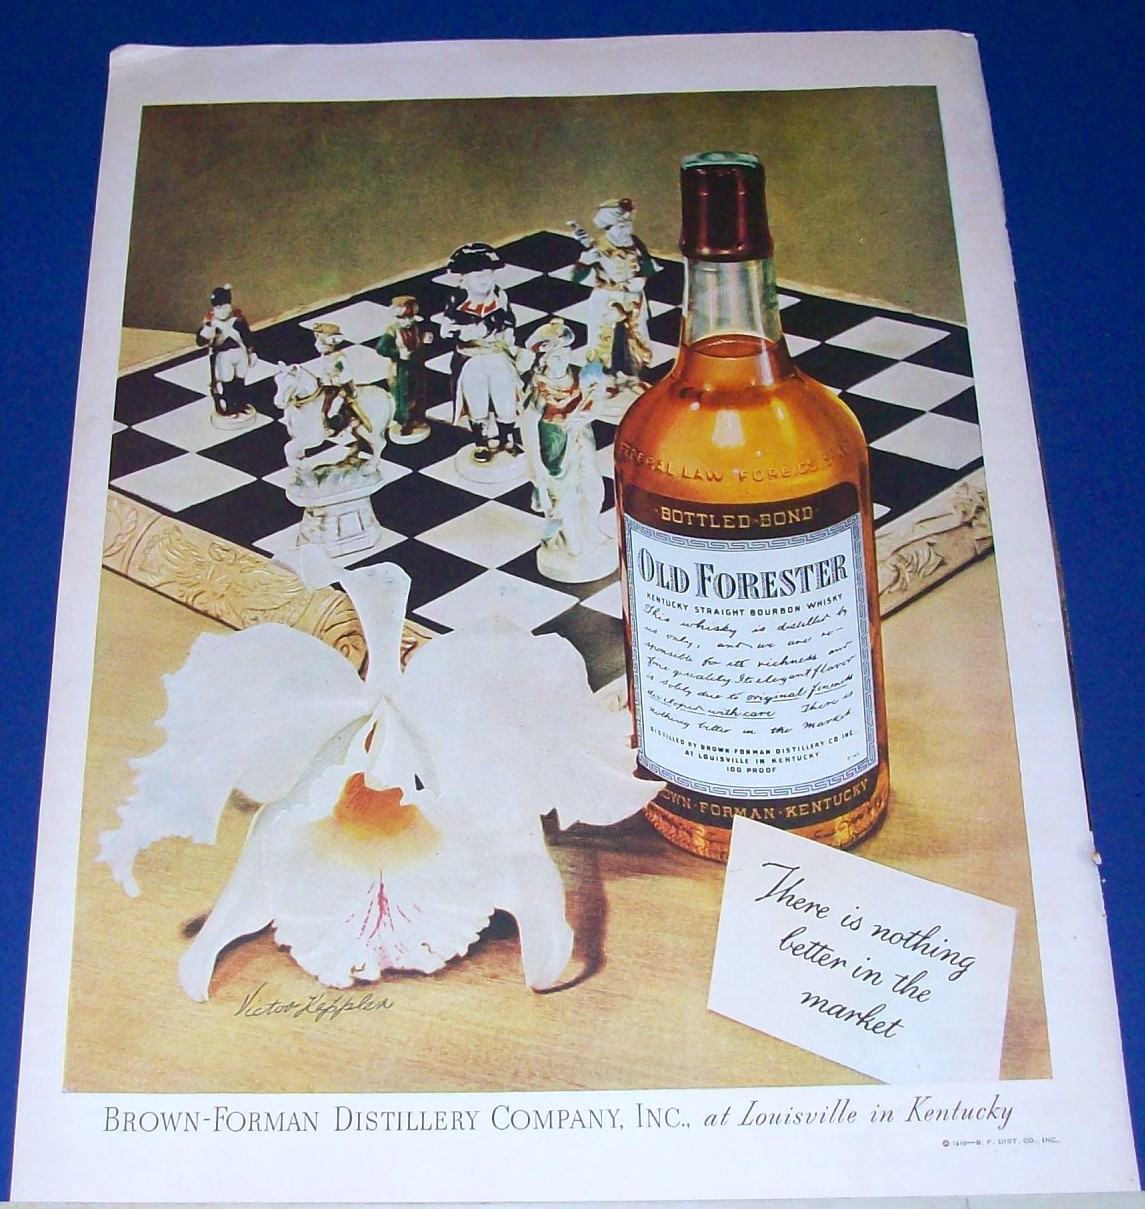 FEDERAL LAW FORBIDS
BOTTLED-BOND
OLD FORESTER
KENTUCKY STRAIGHT BOURBON WHISKY
This whisky is distilled by
us only, and we are re-
sponsible for its richness and
fine quality. Its elegant flavor
is solely due to original fineness
developed with care. There is
nothing better in the market.
DISTILLED BY BROWN-FORMAN DISTILLERY CO. INC.
AT LOUISVILLE IN KENTUCKY
100 PROOF
OWN-FORMAN-KENTUCKY
There is nothing
better in the
market
Victor Keppler
BROWN-FORMAN DISTILLERY COMPANY, INC., at Louisville in Kentucky
B. F. DIST. CO., INC.